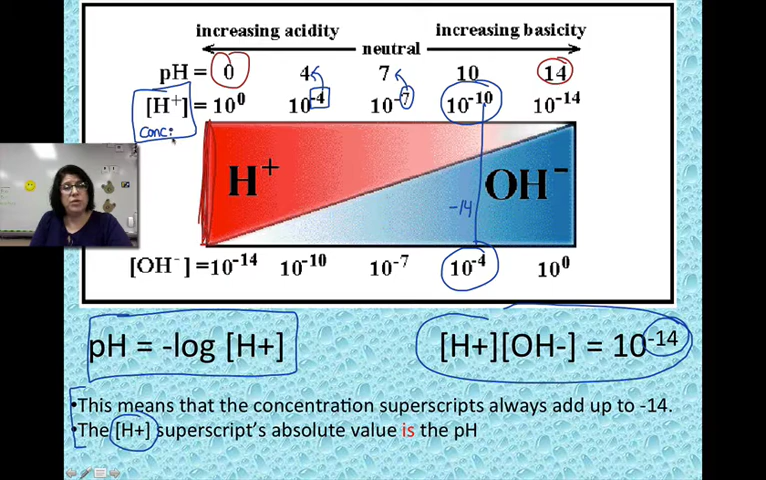 increasing acidity increasing basicity
neutral
pH = 0 4 7 10 14
[H⁺] = 10⁰ 10⁻⁴ 10⁻⁷ 10⁻¹⁰ 10⁻¹⁴
conc:
H⁺ OH⁻
-14
[OH⁻] =10⁻¹⁴ 10⁻¹⁰ 10⁻⁷ 10⁻⁴ 10⁰
pH = -log [H+] [H+][OH-] = 10⁻¹⁴
•This means that the concentration superscripts always add up to -14.
•The [H+] superscript's absolute value is the pH